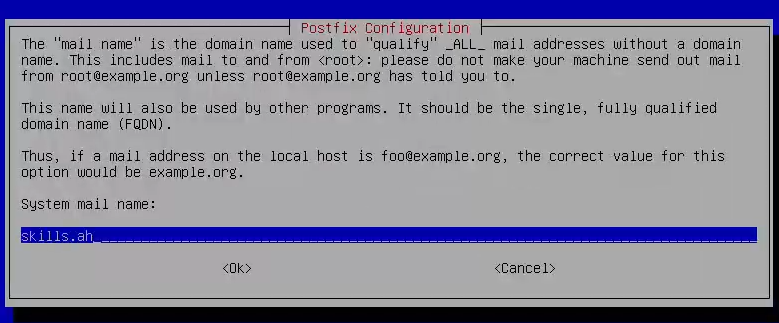 Postfix Configuration
The "mail name" is the domain name used to "qualify" _ALL_ mail addresses without a domain
name. This includes mail to and from <root>: please do not make your machine send out mail
from root@example.org unless root@example.org has told you to.
This name will also be used by other programs. It should be the single, fully qualified
domain name (FQDN).
Thus, if a mail address on the local host is foo@example.org, the correct value for this
option would be example.org.
System mail name:
skills.ah
<Ok> <Cancel>